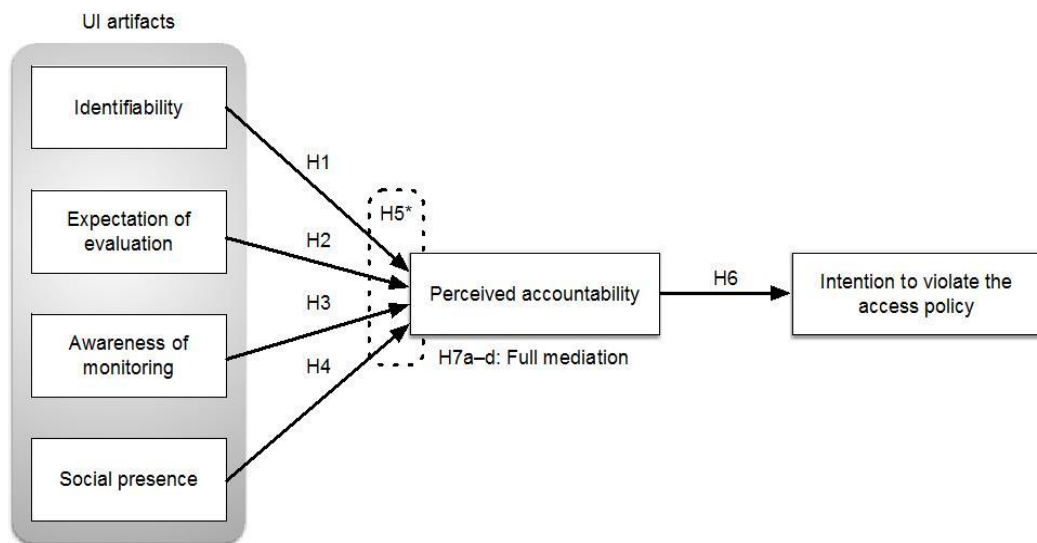 UI artifacts
Identifiability
Expectation of
evaluation
Awareness of
monitoring
Social presence
H1
H2
H3
H4
H5*
Perceived accountability
H7a–d: Full mediation
H6
Intention to violate the
access policy